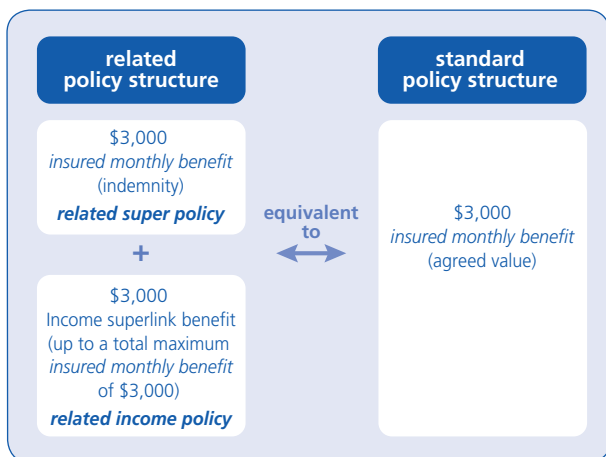 related
policy structure
$3,000
insured monthly benefit
(indemnity)
related super policy
+
$3,000
Income superlink benefit
(up to a total maximum
insured monthly benefit
of $3,000)
related income policy
equivalent
to
standard
policy structure
$3,000
insured monthly benefit
(agreed value)